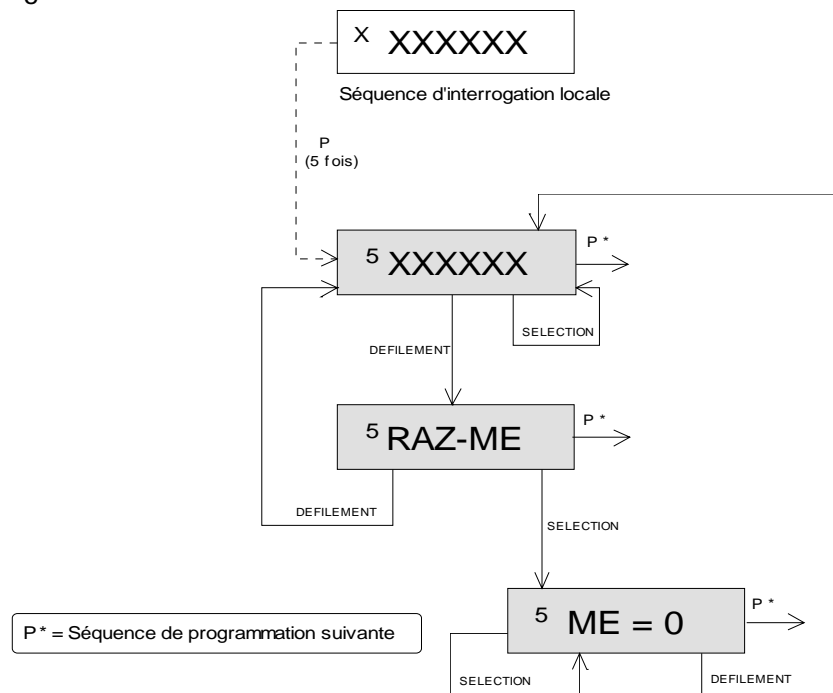 X XXXXXX
Séquence d'interrogation locale
P
(5 fois)
5 XXXXXX
P *
SELECTION
DEFILEMENT
5 RAZ-ME
P *
DEFILEMENT
SELECTION
5 ME = 0
P *
P * = Séquence de programmation suivante
SELECTION
DEFILEMENT